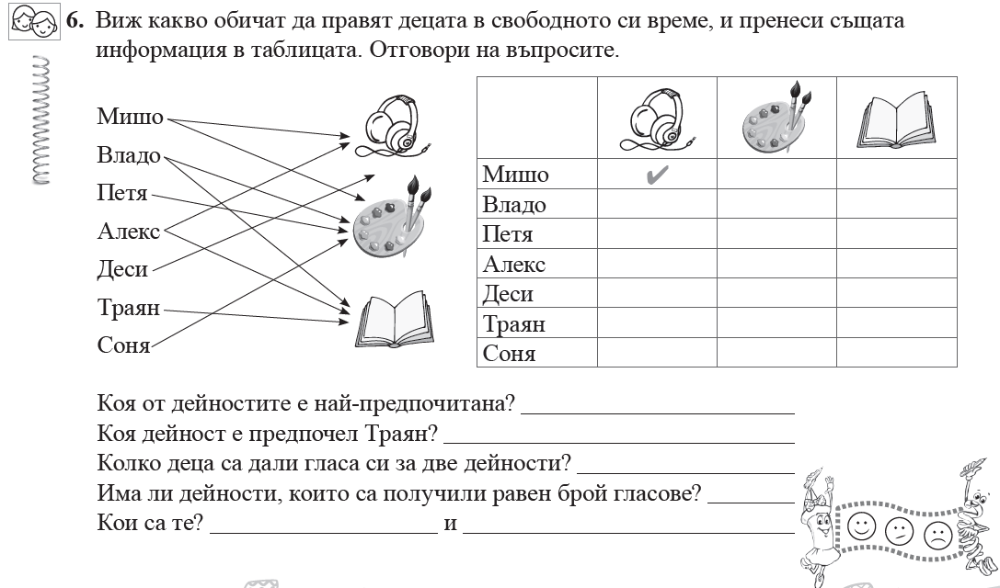 6. Виж какво обичат да правят децата в свободното си време, и пренеси същата
информация в таблицата. Отговори на въпросите.
Мишо
Владо
Петя
Алекс
Деси
Траян
Соня
Мишо ✔
Владо
Петя
Алекс
Деси
Траян
Соня
Коя от дейностите е най-предпочитана?
Коя дейност е предпочел Траян?
Колко деца са дали гласа си за две дейности?
Има ли дейности, които са получили равен брой гласове?
Кои са те? и